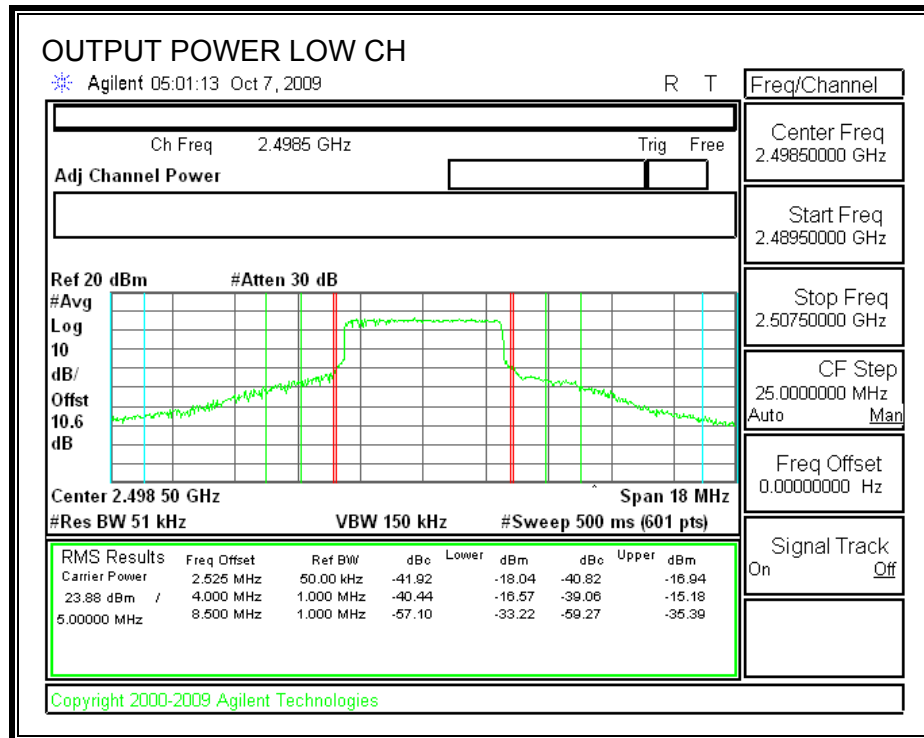 OUTPUT POWER LOW CH
Agilent 05:01:13 Oct 7, 2009 R T
Freq/Channel
Ch Freq 2.4985 GHz Trig Free
Adj Channel Power
Center Freq
2.49850000 GHz
Start Freq
2.48950000 GHz
Stop Freq
2.50750000 GHz
CF Step
25.0000000 MHz
Auto Man
Freq Offset
0.00000000 Hz
Signal Track
On Off
Ref 20 dBm #Atten 30 dB
#Avg
Log
10
dB/
Offst
10.6
dB
Center 2.498 50 GHz Span 18 MHz
#Res BW 51 kHz VBW 150 kHz #Sweep 500 ms (601 pts)
RMS Results Freq Offset Ref BW dBc Lower dBm dBc Upper dBm
Carrier Power 2.525 MHz 50.00 kHz -41.92 -18.04 -40.82 -16.94
23.88 dBm / 4.000 MHz 1.000 MHz -40.44 -16.57 -39.06 -15.18
5.00000 MHz 8.500 MHz 1.000 MHz -57.10 -33.22 -59.27 -35.39
Copyright 2000-2009 Agilent Technologies